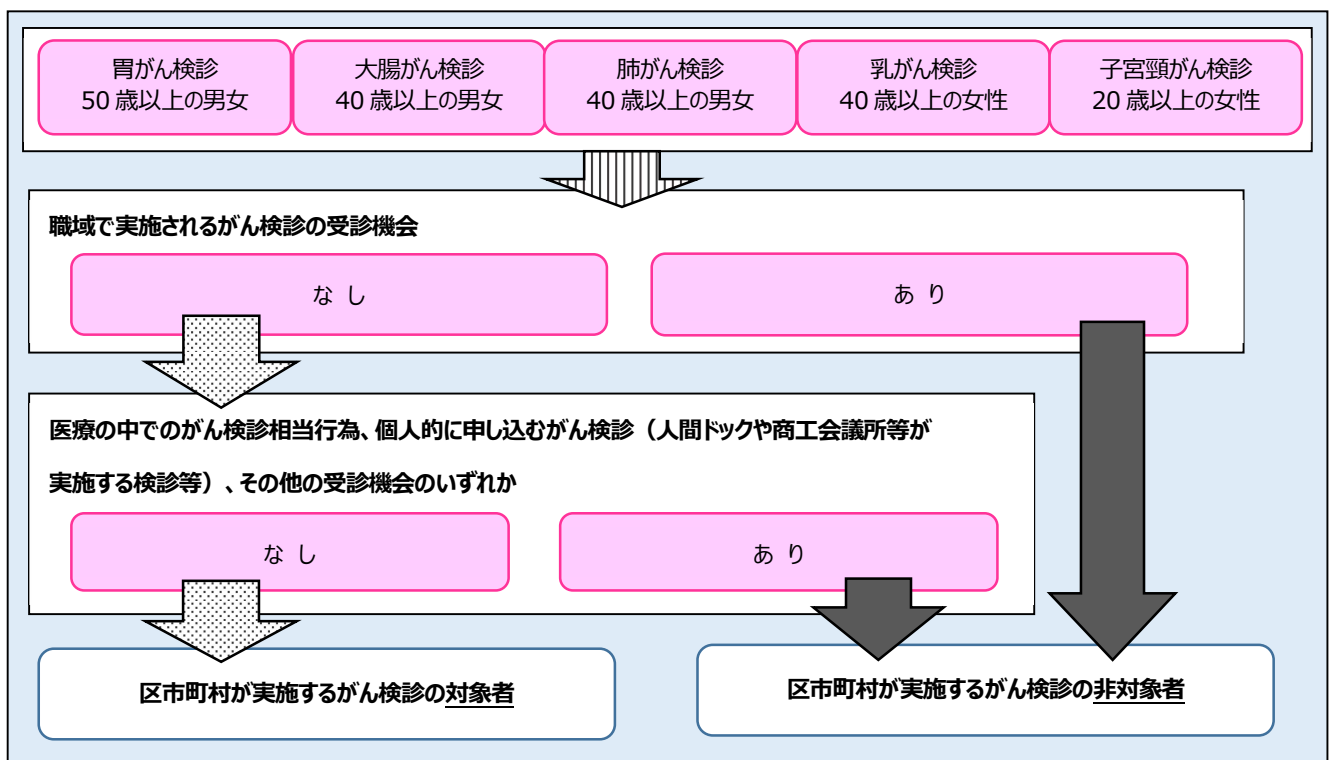 胃がん検診
50 歳以上の男女
大腸がん検診
40 歳以上の男女
肺がん検診
40 歳以上の男女
乳がん検診
40 歳以上の女性
子宮頸がん検診
20 歳以上の女性
職域で実施されるがん検診の受診機会
な し
あ り
医療の中でのがん検診相当行為、個人的に申し込むがん検診（人間ドックや商工会議所等が
実施する検診等）、その他の受診機会のいずれか
な し
あ り
区市町村が実施するがん検診の対象者
区市町村が実施するがん検診の非対象者